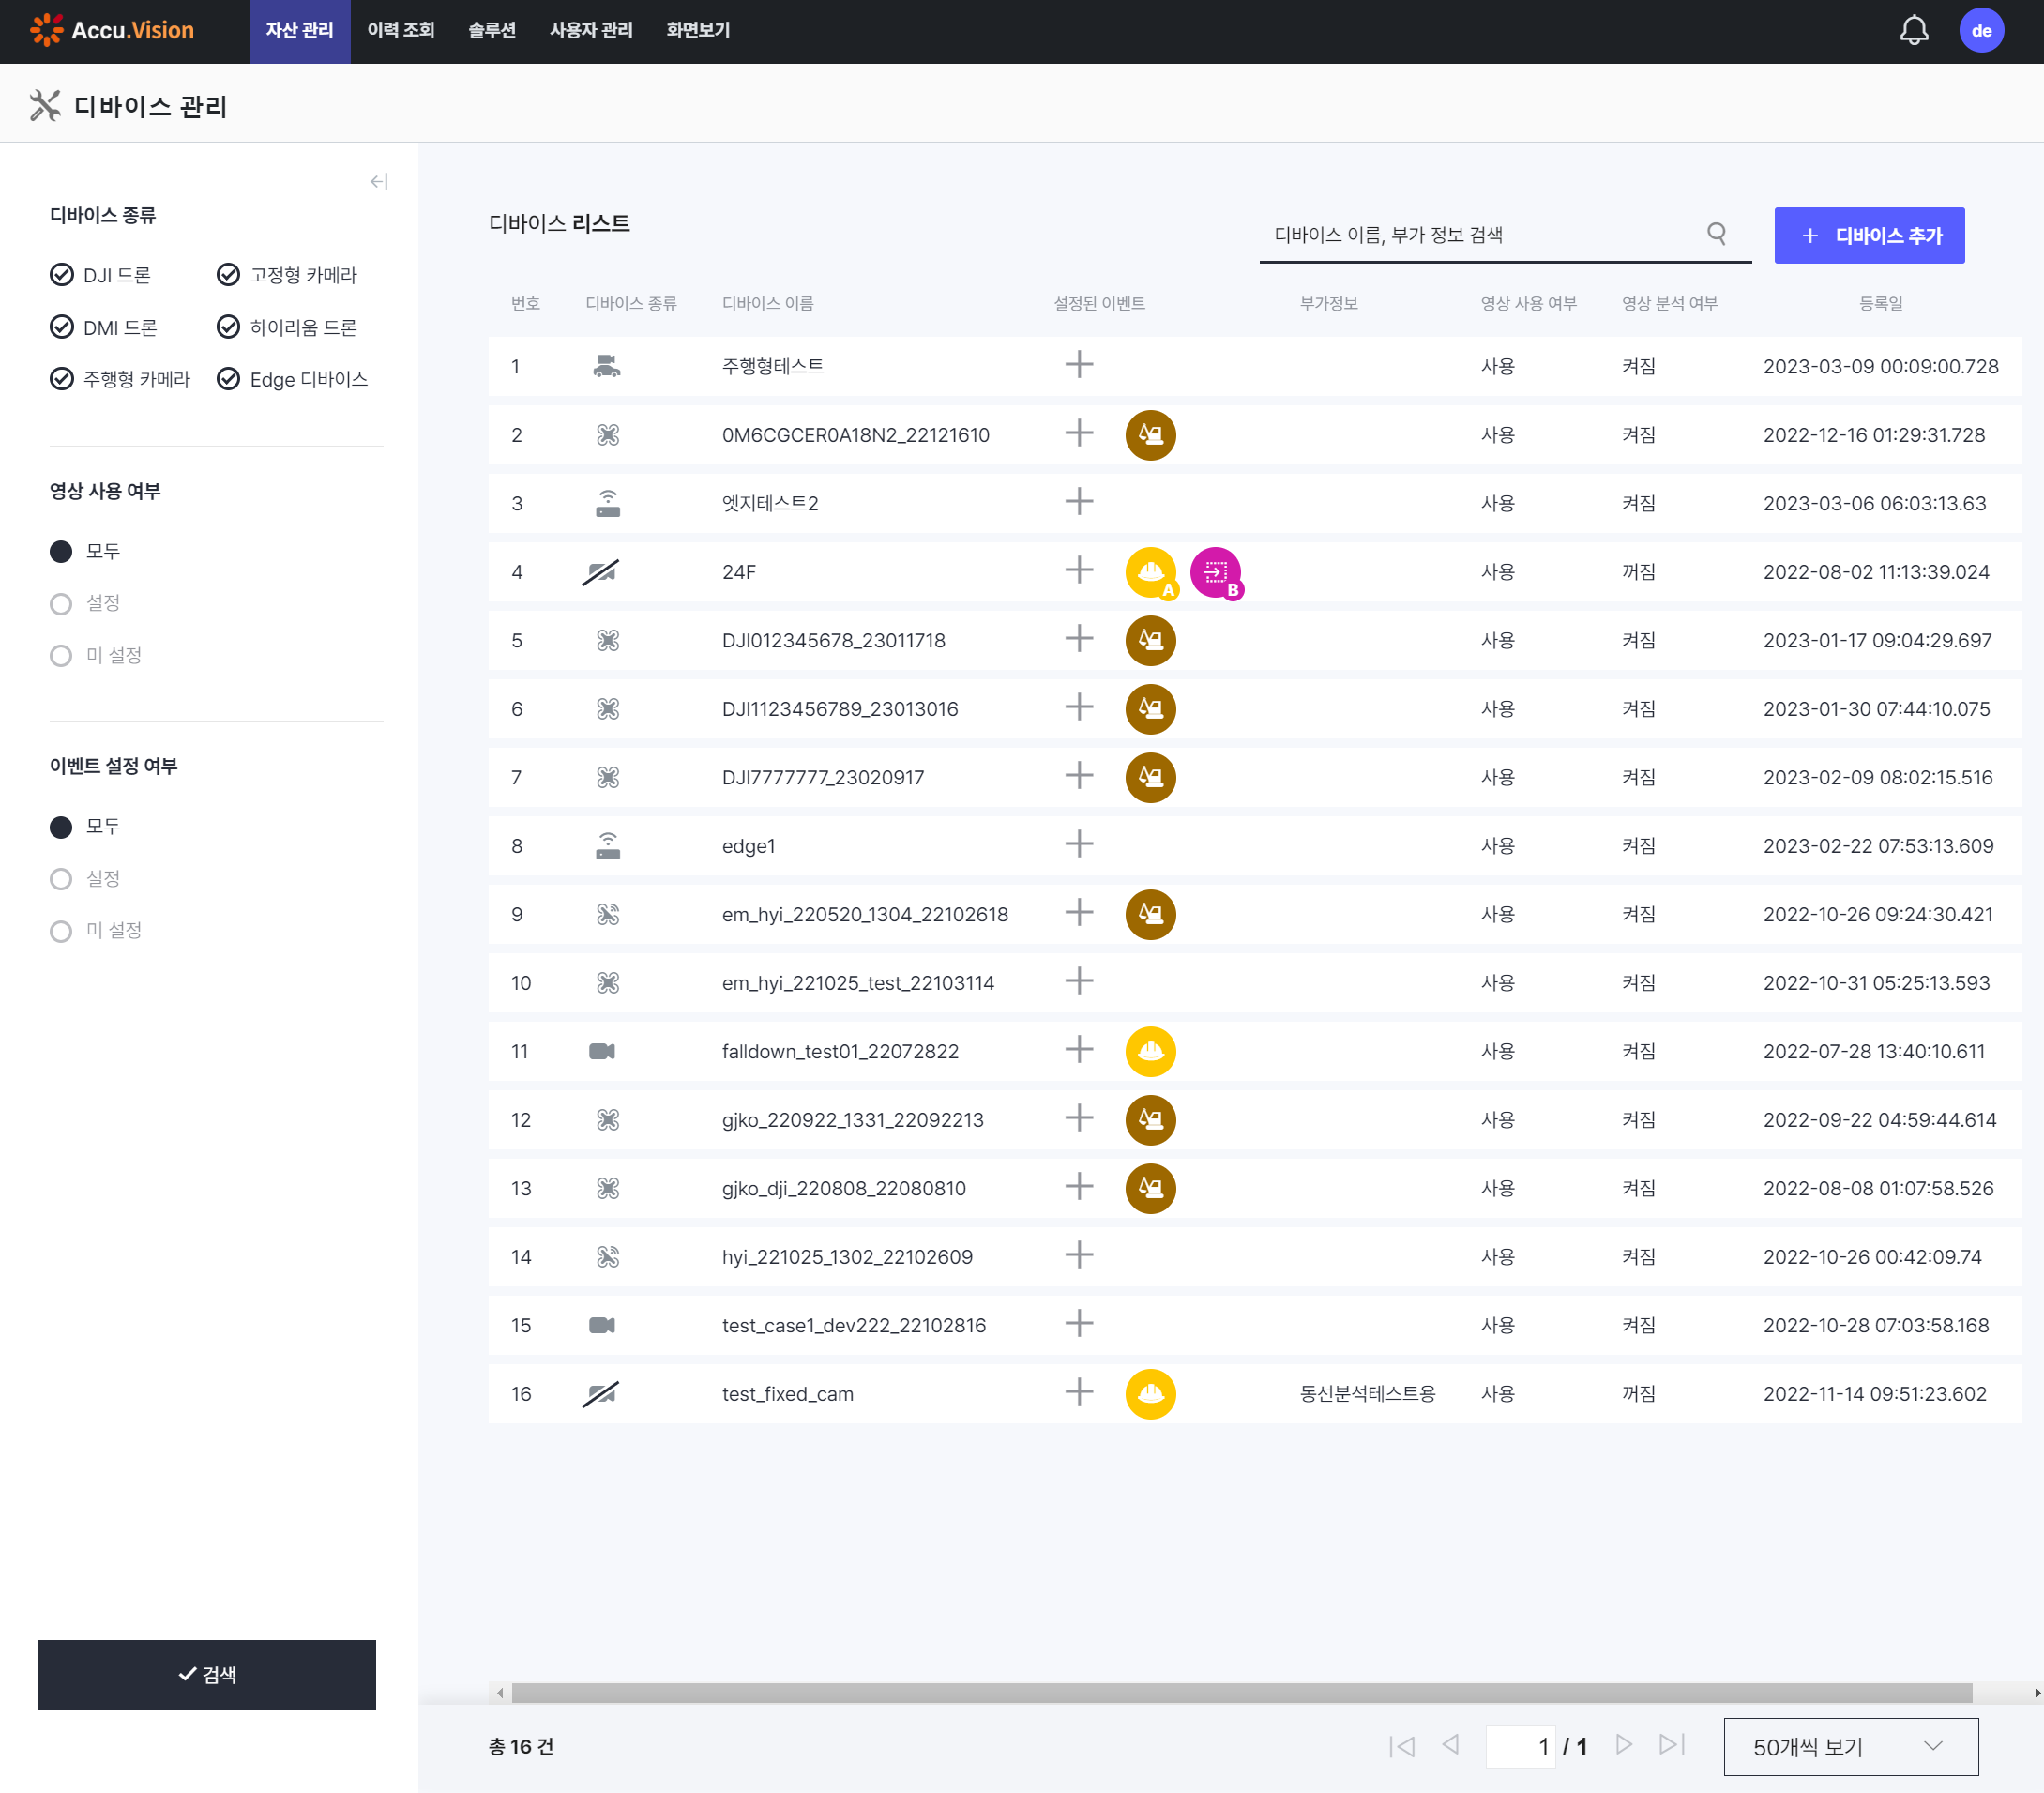 Accu.Vision 자산 관리 이력 조회 솔루션 사용자 관리 화면보기 de
디바이스 관리
디바이스 종류
DJI 드론 고정형 카메라
DMI 드론 하이리움 드론
주행형 카메라 Edge 디바이스
영상 사용 여부
모두
설정
미 설정
이벤트 설정 여부
모두
설정
미 설정
검색
디바이스 리스트
디바이스 이름, 부가 정보 검색
+ 디바이스 추가
번호 디바이스 종류 디바이스 이름 설정된 이벤트 부가정보 영상 사용 여부 영상 분석 여부 등록일
1 주행형테스트 사용 켜짐 2023-03-09 00:09:00.728
2 0M6CGCER0A18N2_22121610 사용 켜짐 2022-12-16 01:29:31.728
3 엣지테스트2 사용 켜짐 2023-03-06 06:03:13.63
4 24F A B 사용 꺼짐 2022-08-02 11:13:39.024
5 DJI012345678_23011718 사용 켜짐 2023-01-17 09:04:29.697
6 DJI1123456789_23013016 사용 켜짐 2023-01-30 07:44:10.075
7 DJI7777777_23020917 사용 켜짐 2023-02-09 08:02:15.516
8 edge1 사용 켜짐 2023-02-22 07:53:13.609
9 em_hyi_220520_1304_22102618 사용 켜짐 2022-10-26 09:24:30.421
10 em_hyi_221025_test_22103114 사용 켜짐 2022-10-31 05:25:13.593
11 falldown_test01_22072822 사용 켜짐 2022-07-28 13:40:10.611
12 gjko_220922_1331_22092213 사용 켜짐 2022-09-22 04:59:44.614
13 gjko_dji_220808_22080810 사용 켜짐 2022-08-08 01:07:58.526
14 hyi_221025_1302_22102609 사용 켜짐 2022-10-26 00:42:09.74
15 test_case1_dev222_22102816 사용 켜짐 2022-10-28 07:03:58.168
16 test_fixed_cam 동선분석테스트용 사용 꺼짐 2022-11-14 09:51:23.602
총 16 건 1 / 1 50개씩 보기